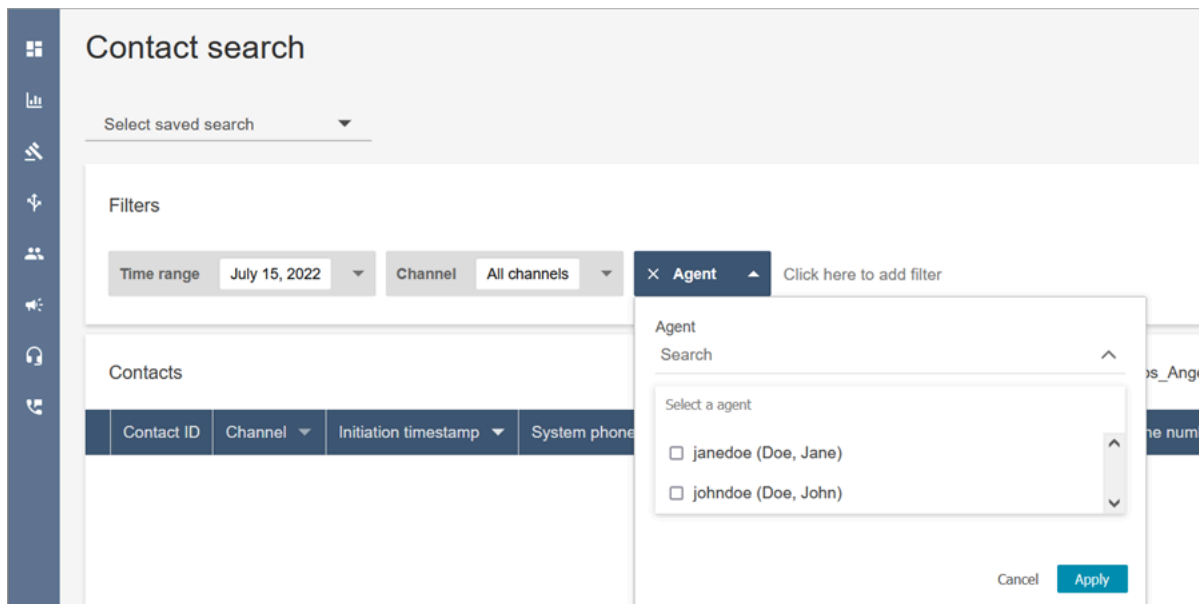 Contact search
Select saved search
Filters
Time range July 15, 2022 Channel All channels Agent Click here to add filter
Agent
Search
Contacts
Select a agent
Contact ID Channel Initiation timestamp System phone
janedoe (Doe, Jane)
johndoe (Doe, John)
Cancel Apply